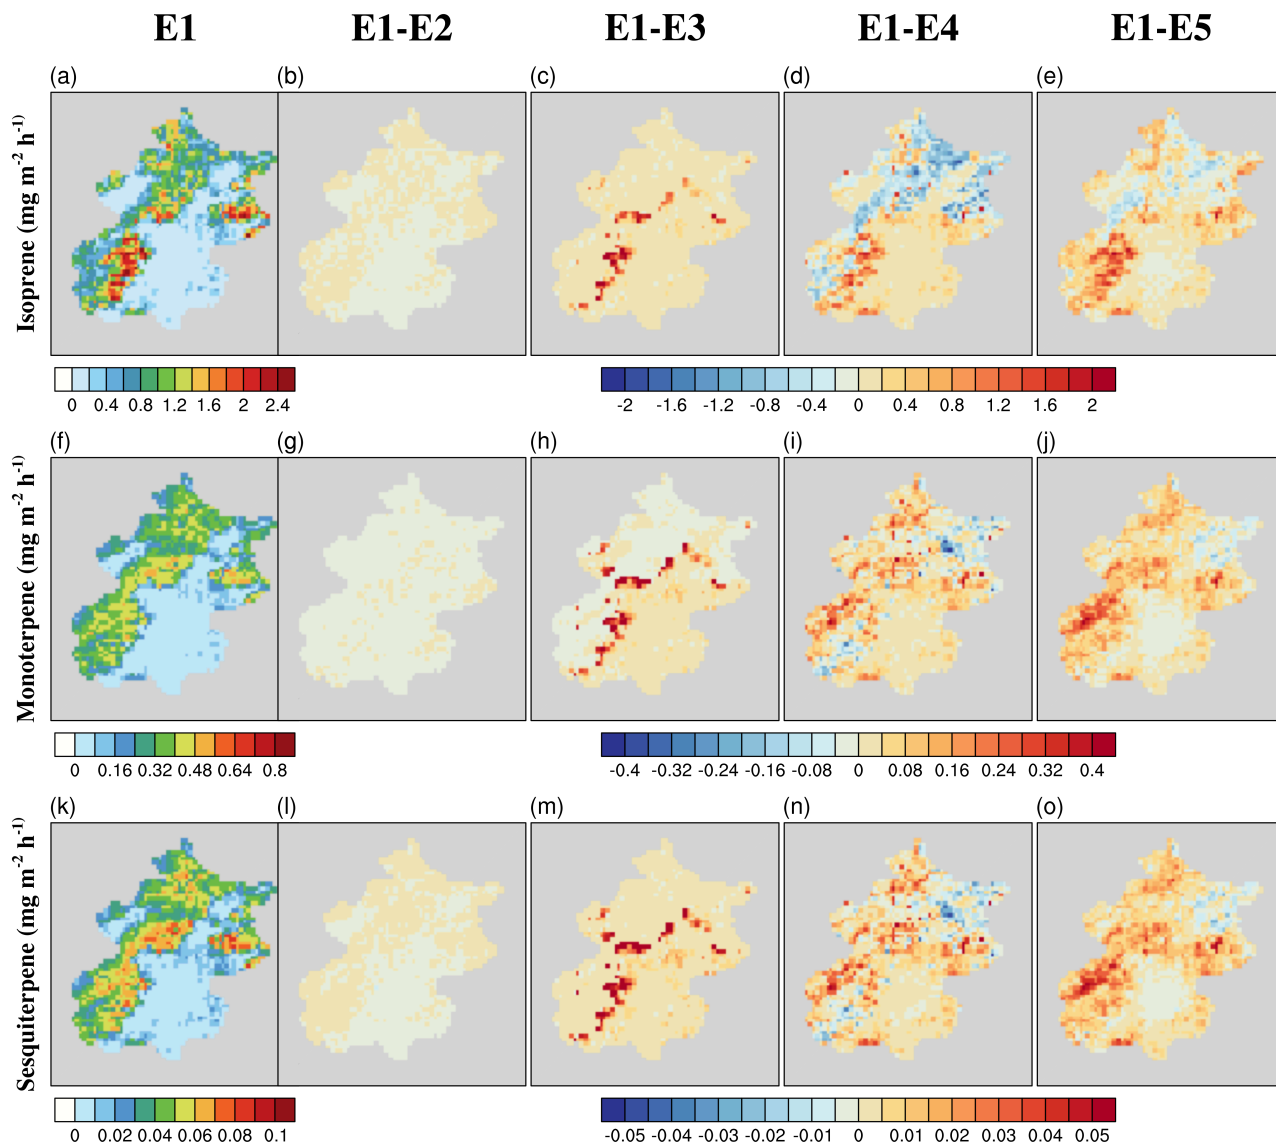 E1 E1-E2 E1-E3 E1-E4 E1-E5
(a) (b) (c) (d) (e)
Isoprene (mg m⁻² h⁻¹)
0 0.4 0.8 1.2 1.6 2 2.4
-2 -1.6 -1.2 -0.8 -0.4 0 0.4 0.8 1.2 1.6 2
(f) (g) (h) (i) (j)
Monoterpene (mg m⁻² h⁻¹)
0 0.16 0.32 0.48 0.64 0.8
-0.4 -0.32 -0.24 -0.16 -0.08 0 0.08 0.16 0.24 0.32 0.4
(k) (l) (m) (n) (o)
Sesquiterpene (mg m⁻² h⁻¹)
0 0.02 0.04 0.06 0.08 0.1
-0.05 -0.04 -0.03 -0.02 -0.01 0 0.01 0.02 0.03 0.04 0.05